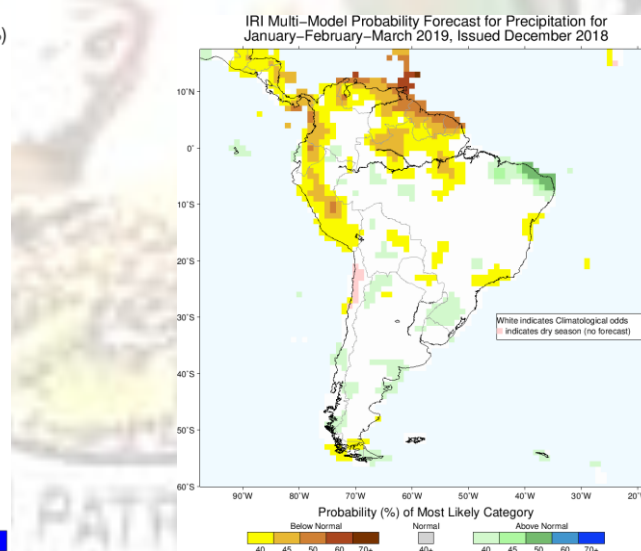 )
IRI Multi−Model Probability Forecast for Precipitation for
January−February−March 2019, Issued December 2018
10°N
0°
10°S
20°S
30°S
40°S
50°S
60°S
90°W 80°W 70°W 60°W 50°W 40°W 30°W 20°
White indicates Climatological odds
indicates dry season (no forecast)
Probability (%) of Most Likely Category
Below Normal Normal Above Normal
40 45 50 60 70+ 40+ 40 45 50 60 70+
PATR